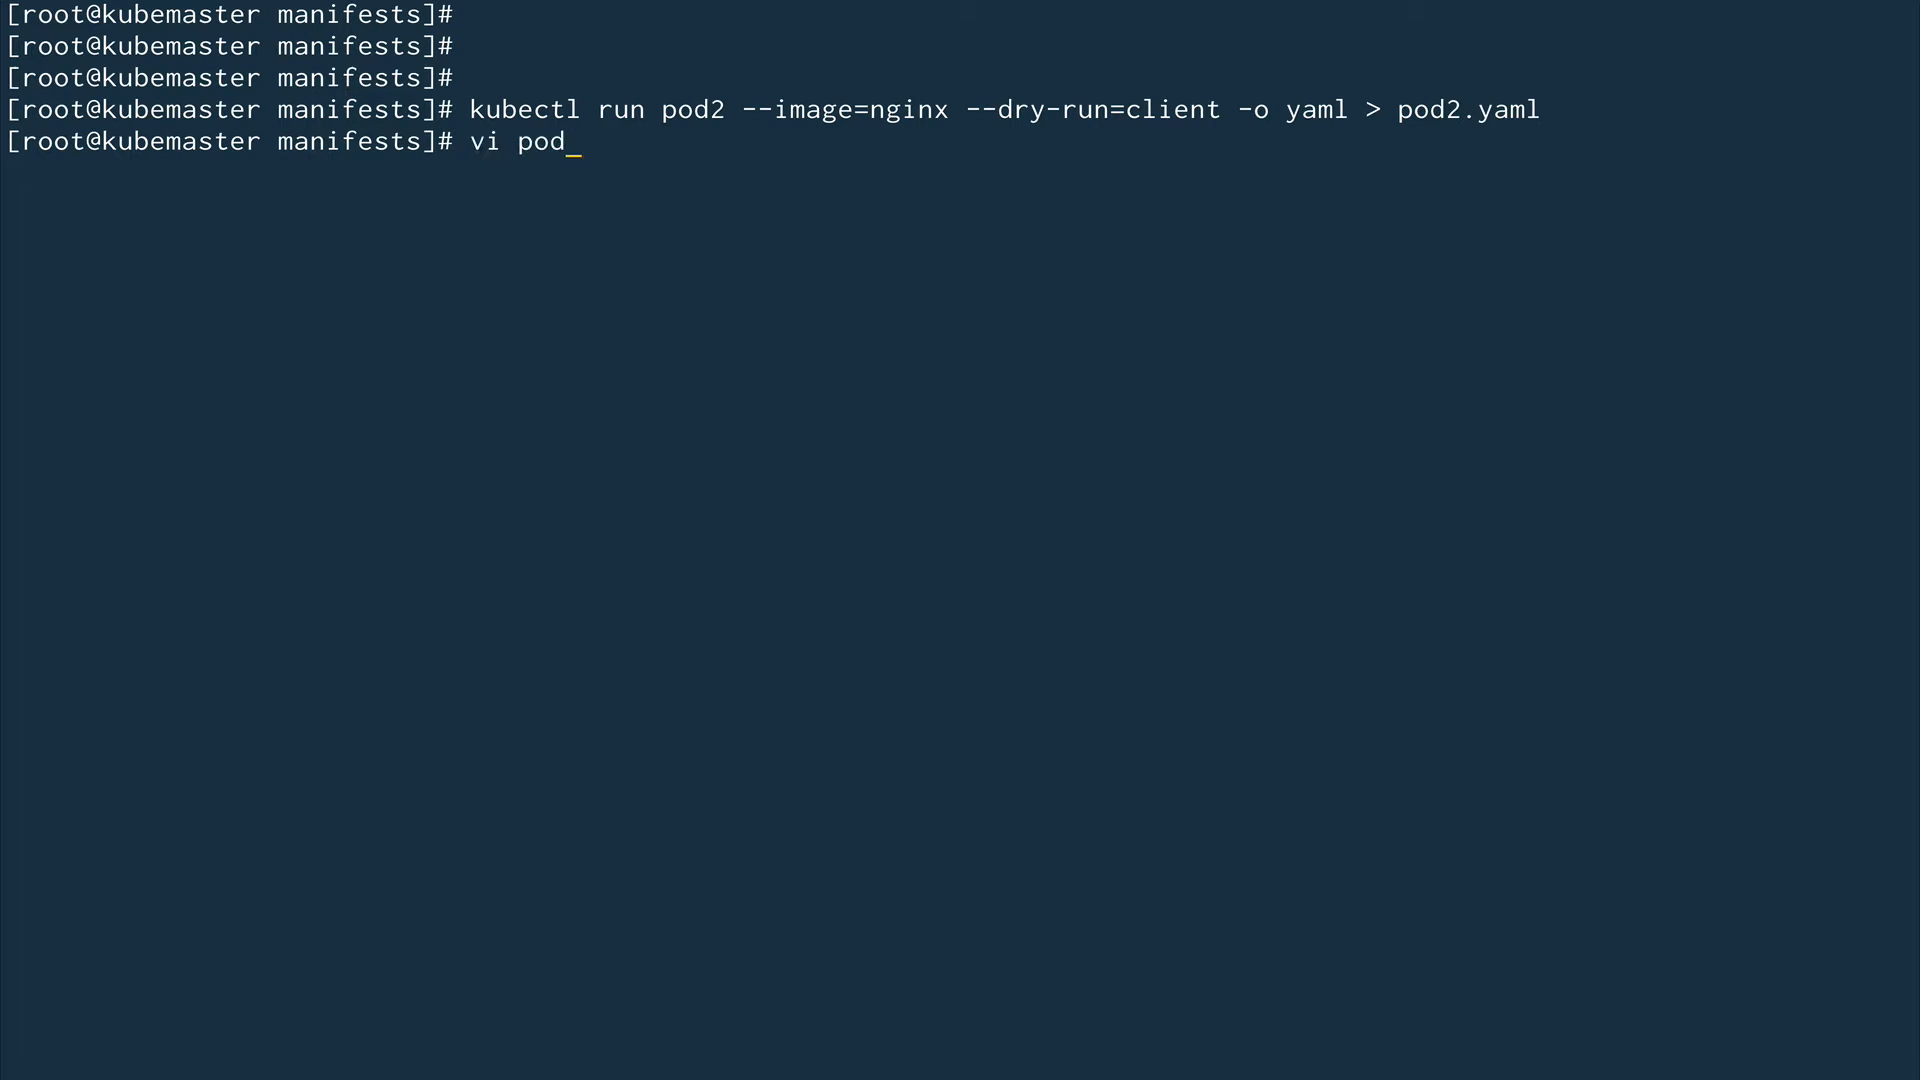 [root@kubemaster manifests]#
[root@kubemaster manifests]#
[root@kubemaster manifests]#
[root@kubemaster manifests]# kubectl run pod2 --image=nginx --dry-run=client -o yaml > pod2.yaml
[root@kubemaster manifests]# vi pod_